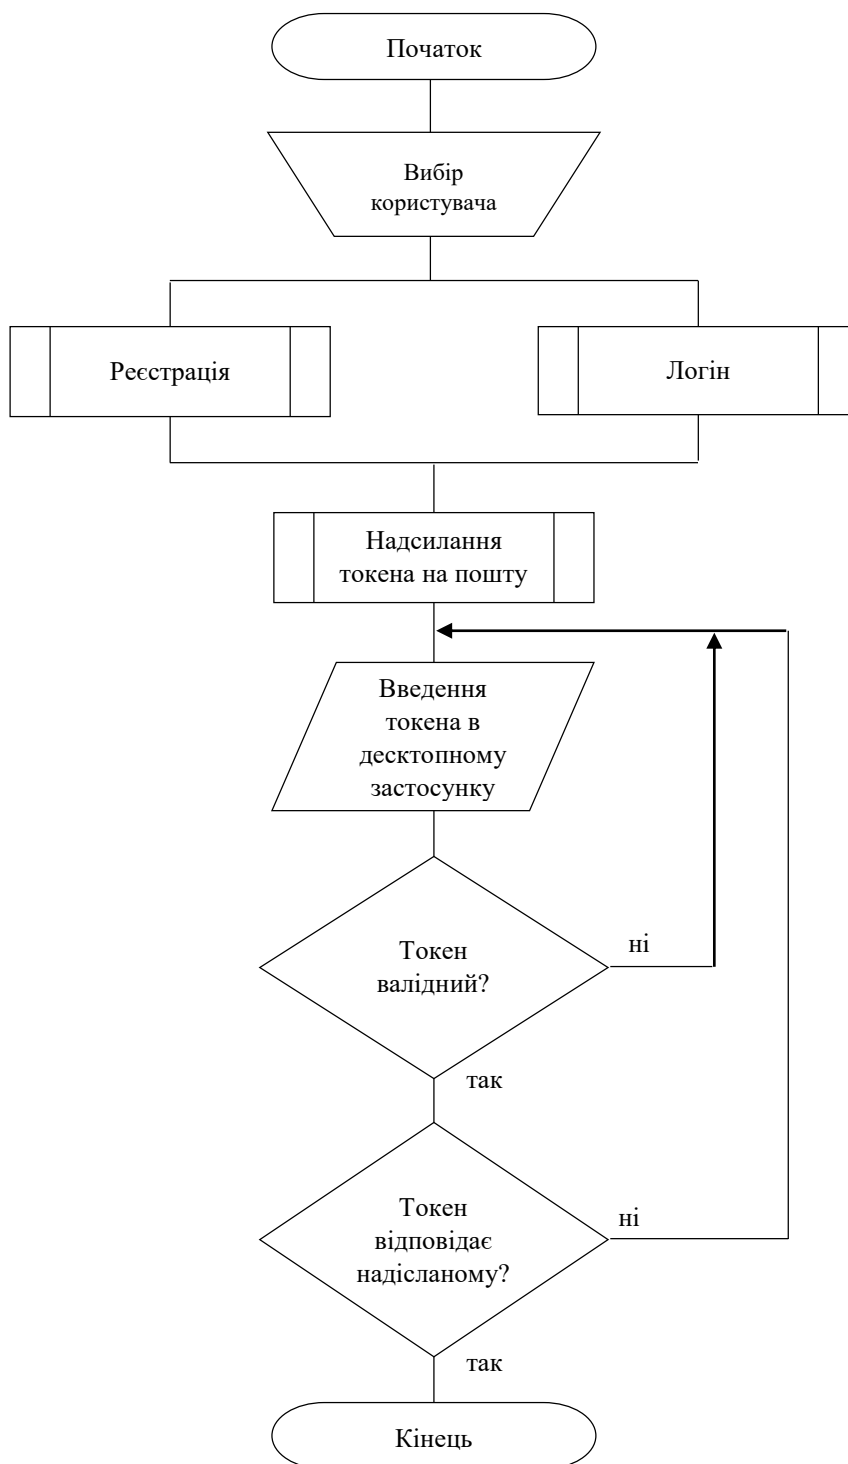 Початок
Вибір
користувача
Реєстрація
Логін
Надсилання
токена на пошту
Введення
токена в
десктопному
застосунку
Токен
валідний?
ні
так
Токен
відповідає
надісланому?
ні
так
Кінець